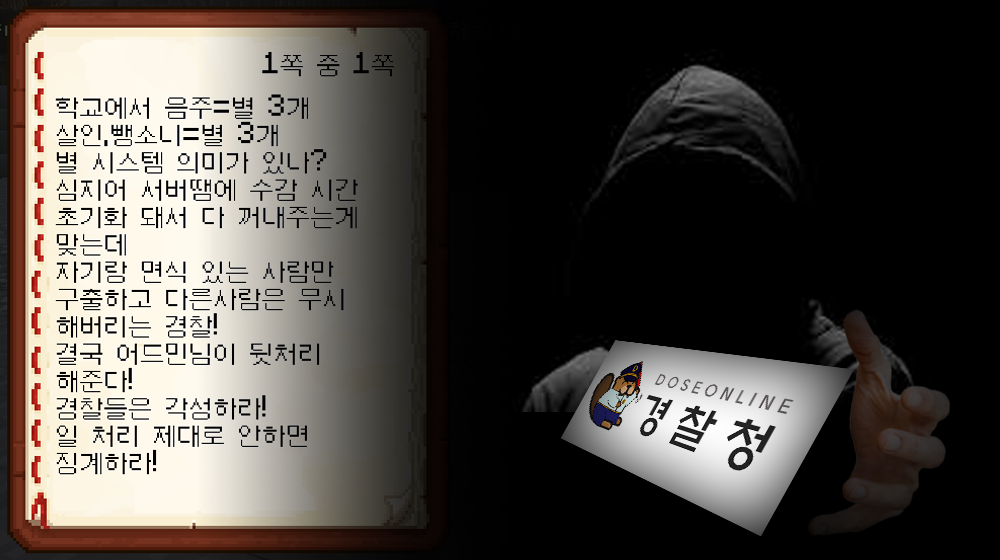 1쪽 중 1쪽
학교에서 음주=별 3개
살인,뺑소니=별 3개
별 시스템 의미가 있나?
심지어 서버땜에 수감 시간
초기화 돼서 다 꺼내주는게
맞는데
자기랑 면식 있는 사람만
구출하고 다른사람은 무시
해버리는 경찰!
결국 어드민님이 뒷처리
해준다!
경찰들은 각성하라!
일 처리 제대로 안하면
징계하라!
DOSEONLINE
경찰청